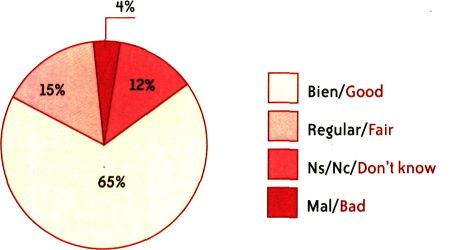 4%
15%
12%
65%
Bien/Good
Regular/Fair
Ns/Nc/Don't know
Mal/Bad